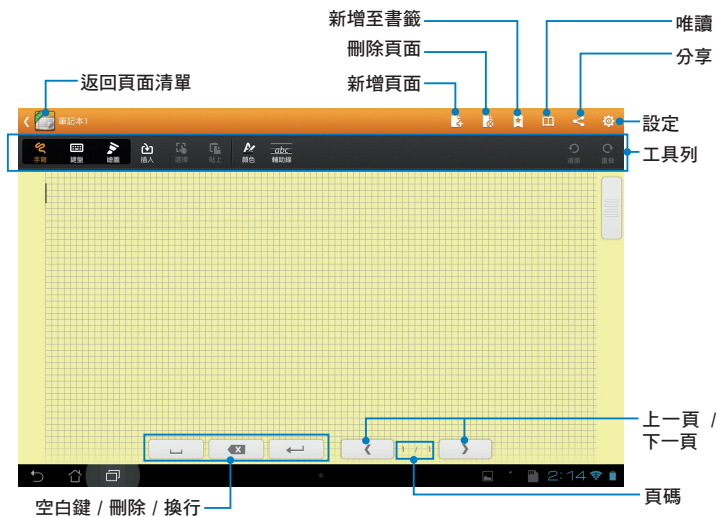 新增至書籤
唯讀
刪除頁面
分享
返回頁面清單
新增頁面
筆記本1
設定
手寫
鍵盤
繪圖
插入
選擇
貼上
顏色
abc
輔助線
還原
重做
工具列
1 / 1
上一頁 /
下一頁
2:14
頁碼
空白鍵 / 刪除 / 換行